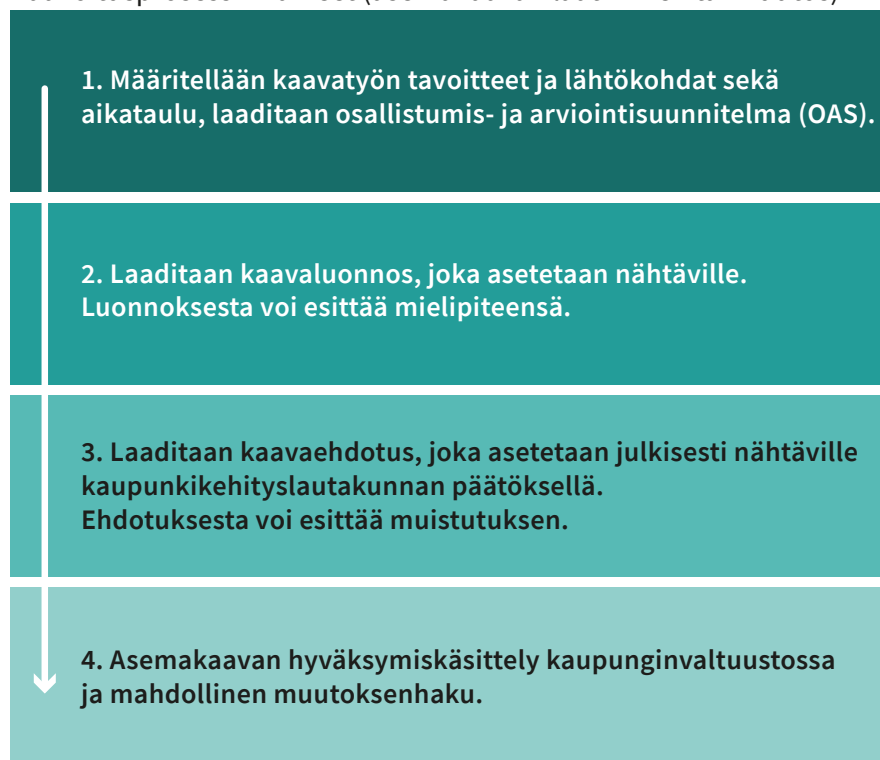 1. Määritellään kaavatyön tavoitteet ja lähtökohdat sekä
aikataulu, laaditaan osallistumis- ja arviointisuunnitelma (OAS).
2. Laaditaan kaavaluonnos, joka asetetaan nähtäville.
Luonnoksesta voi esittää mielipiteensä.
3. Laaditaan kaavaehdotus, joka asetetaan julkisesti nähtäville
kaupunkikehityslautakunnan päätöksellä.
Ehdotuksesta voi esittää muistutuksen.
4. Asemakaavan hyväksymiskäsittely kaupunginvaltuustossa
ja mahdollinen muutoksenhaku.